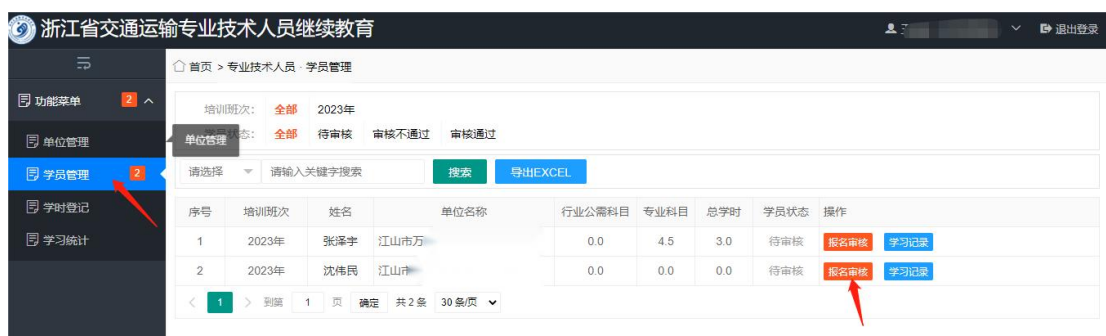 浙江省交通运输专业技术人员继续教育
退出登录
首页 > 专业技术人员 - 学员管理
功能菜单 2
单位管理
学员管理 2
学时登记
学习统计
培训班次: 全部 2023年
态: 全部 待审核 审核不通过 审核通过
单位管理
请选择 请输入关键字搜索 搜索 导出EXCEL
序号 培训班次 姓名 单位名称 行业公需科目 专业科目 总学时 学员状态 操作
1 2023年 张泽宇 江山市万 0.0 4.5 3.0 待审核 报名审核 学习记录
2 2023年 沈伟民 江山市 0.0 0.0 0.0 待审核 报名审核 学习记录
< 1 > 到第 1 页 确定 共 2 条 30 条/页